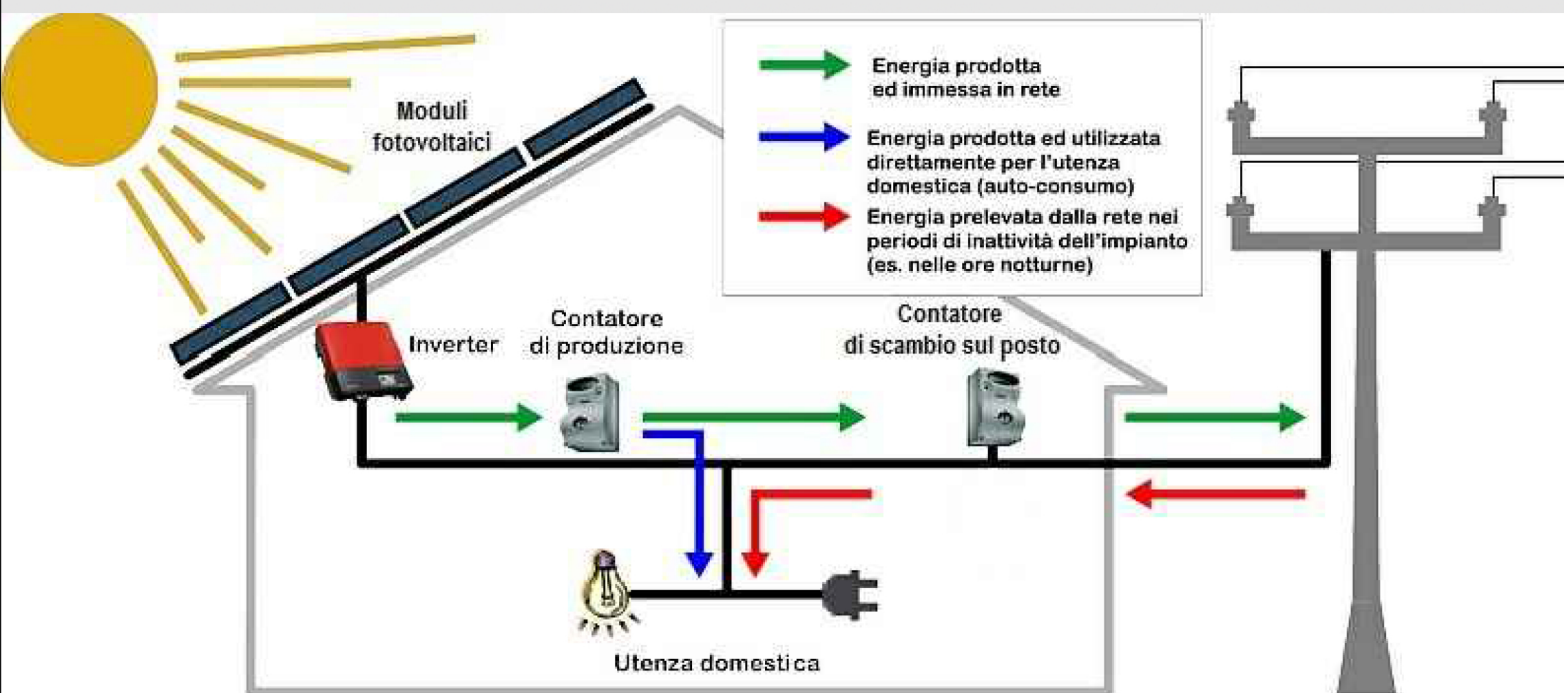 Moduli
fotovoltaici
Energia prodotta
ed immessa in rete
Energia prodotta ed utilizzata
direttamente per l'utenza
domestica (auto-consumo)
Energia prelevata dalla rete nei
periodi di inattività dell'impianto
(es. nelle ore notturne)
Inverter
Contatore
di produzione
Contatore
di scambio sul posto
Utenza domestica